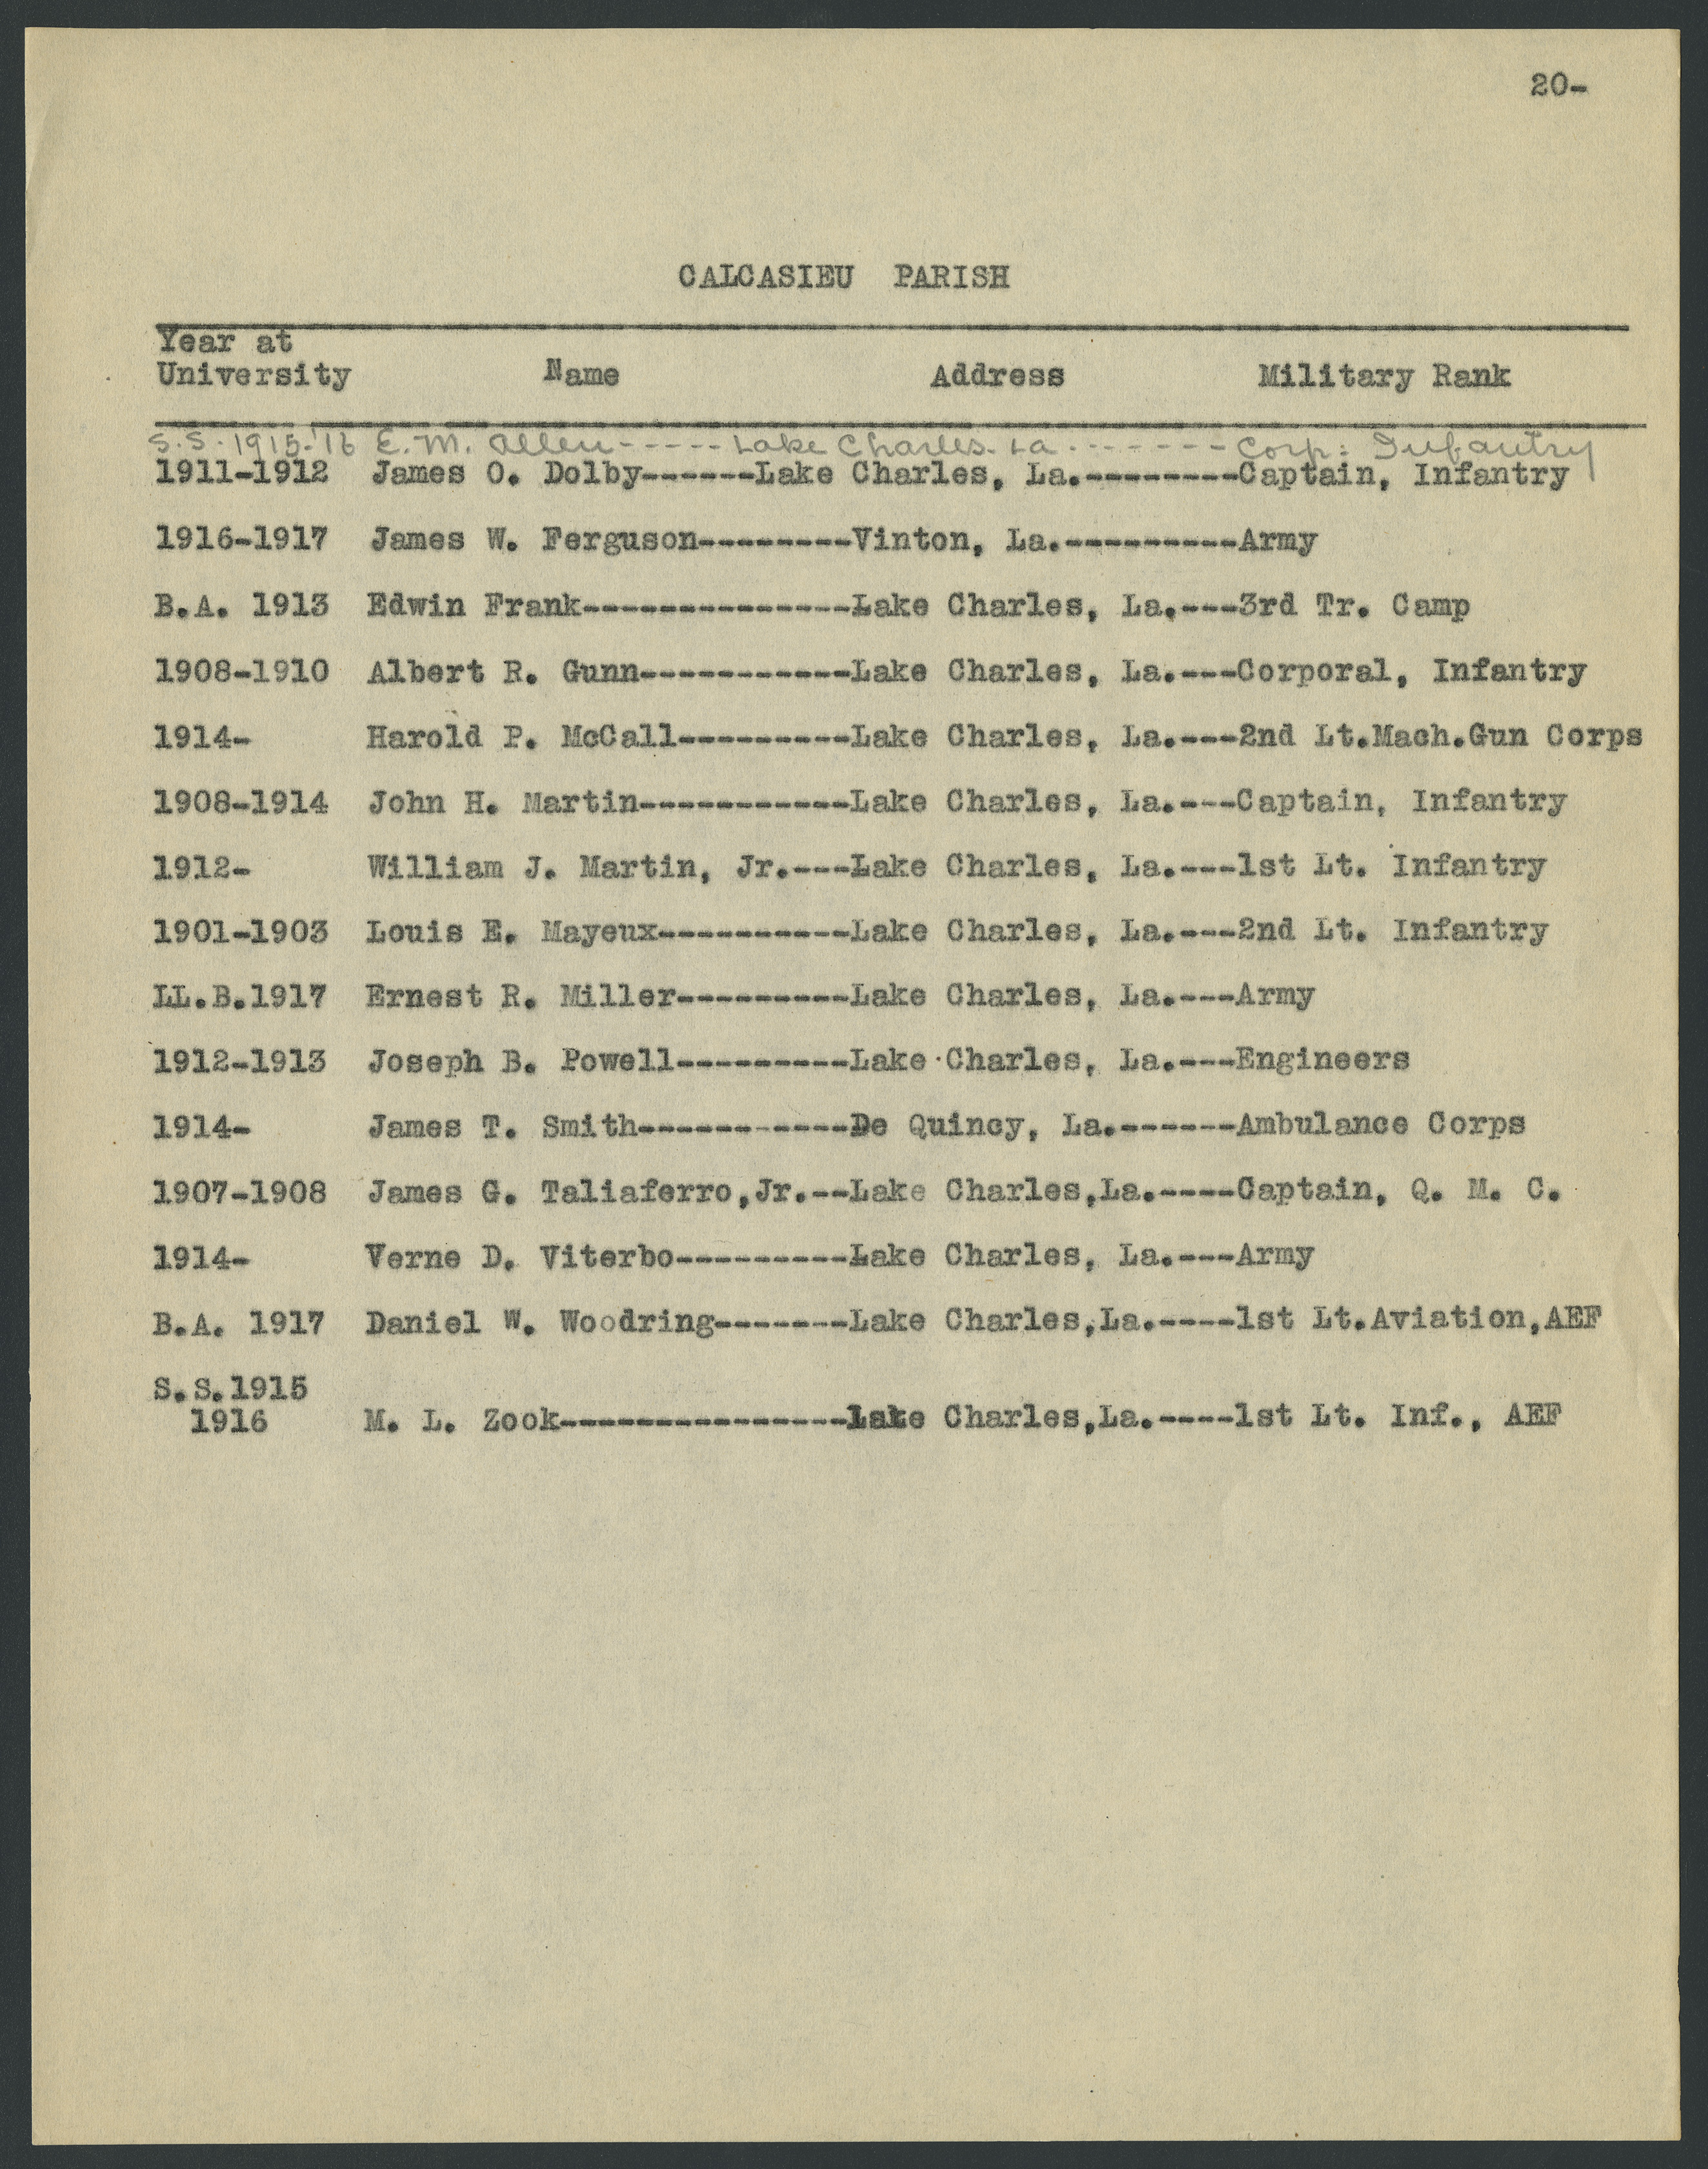 20-
CALCASIEU PARISH
Year at
University Name Address Military Rank
S.S. 1915-'16 E. M. Allen-----Lake Charles. La.-------Corp: Infantry
1911-1912 James O. Dolby------Lake Charles, La.--------Captain, Infantry
1916-1917 James W. Ferguson--------Vinton, La.---------Army
B.A. 1913 Edwin Frank--------------Lake Charles, La.---3rd Tr. Camp
1908-1910 Albert R. Gunn-----------Lake Charles, La.---Corporal, Infantry
1914- Harold P. McCall---------Lake Charles, La.---2nd Lt.Mach.Gun Corps
1908-1914 John H. Martin-----------Lake Charles, La.---Captain, Infantry
1912- William J. Martin, Jr.---Lake Charles, La.---1st Lt. Infantry
1901-1903 Louis E. Mayeux----------Lake Charles, La.---2nd Lt. Infantry
LL.B.1917 Ernest R. Miller---------Lake Charles, La.---Army
1912-1913 Joseph B. Powell---------Lake Charles, La.---Engineers
1914- James T. Smith-----------De Quincy, La.------Ambulance Corps
1907-1908 James G. Taliaferro,Jr.--Lake Charles,La.----Captain, Q. M. C.
1914- Verne D. Viterbo---------Lake Charles, La.---Army
B.A. 1917 Daniel W. Woodring-------Lake Charles,La.----1st Lt.Aviation,AEF
S.S.1915
1916 M. L. Zook---------------Lake Charles,La.----1st Lt. Inf., AEF